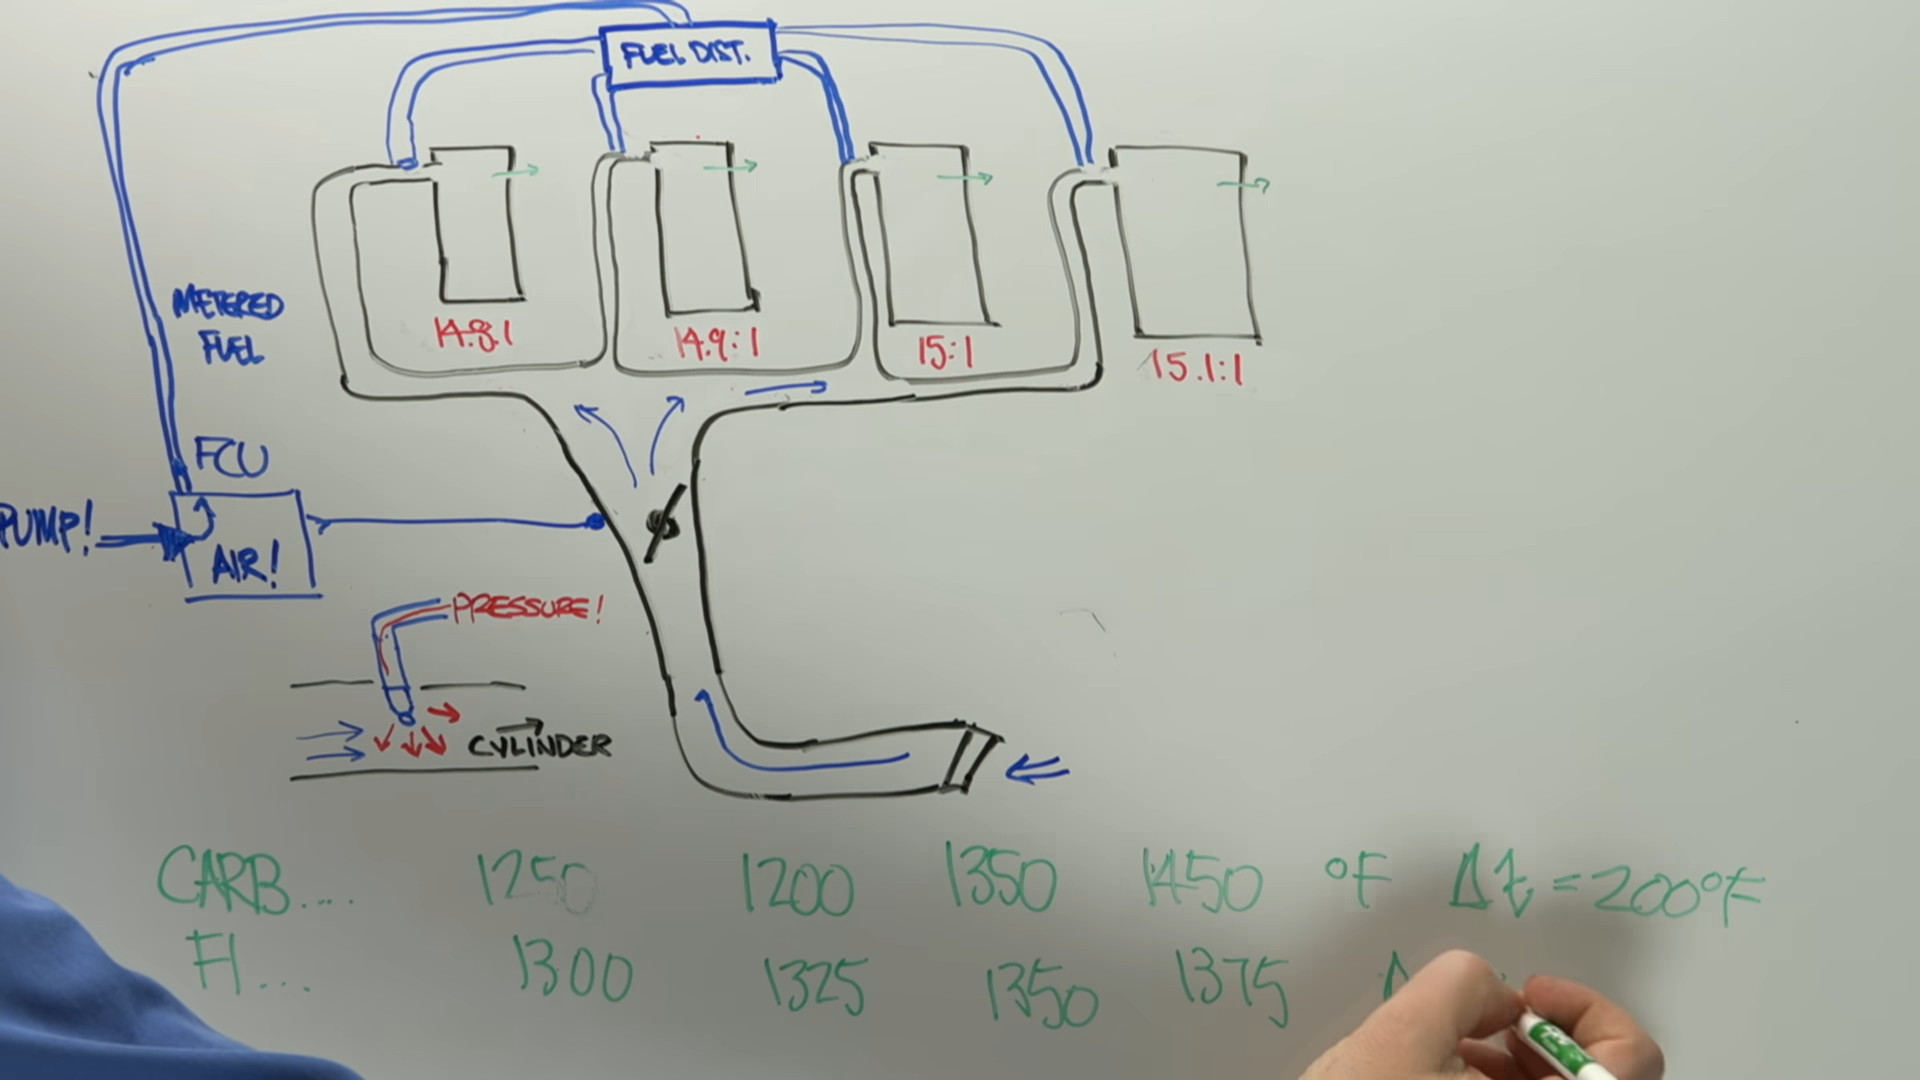 FUEL DIST.
METERED
FUEL
14.8:1
14.9:1
15:1
15.1:1
FCU
PUMP!
AIR!
PRESSURE!
CYLINDER
CARB.... 1250 1200 1350 1450 °F Δt = 200°F
FI... 1300 1325 1350 1375 Δ